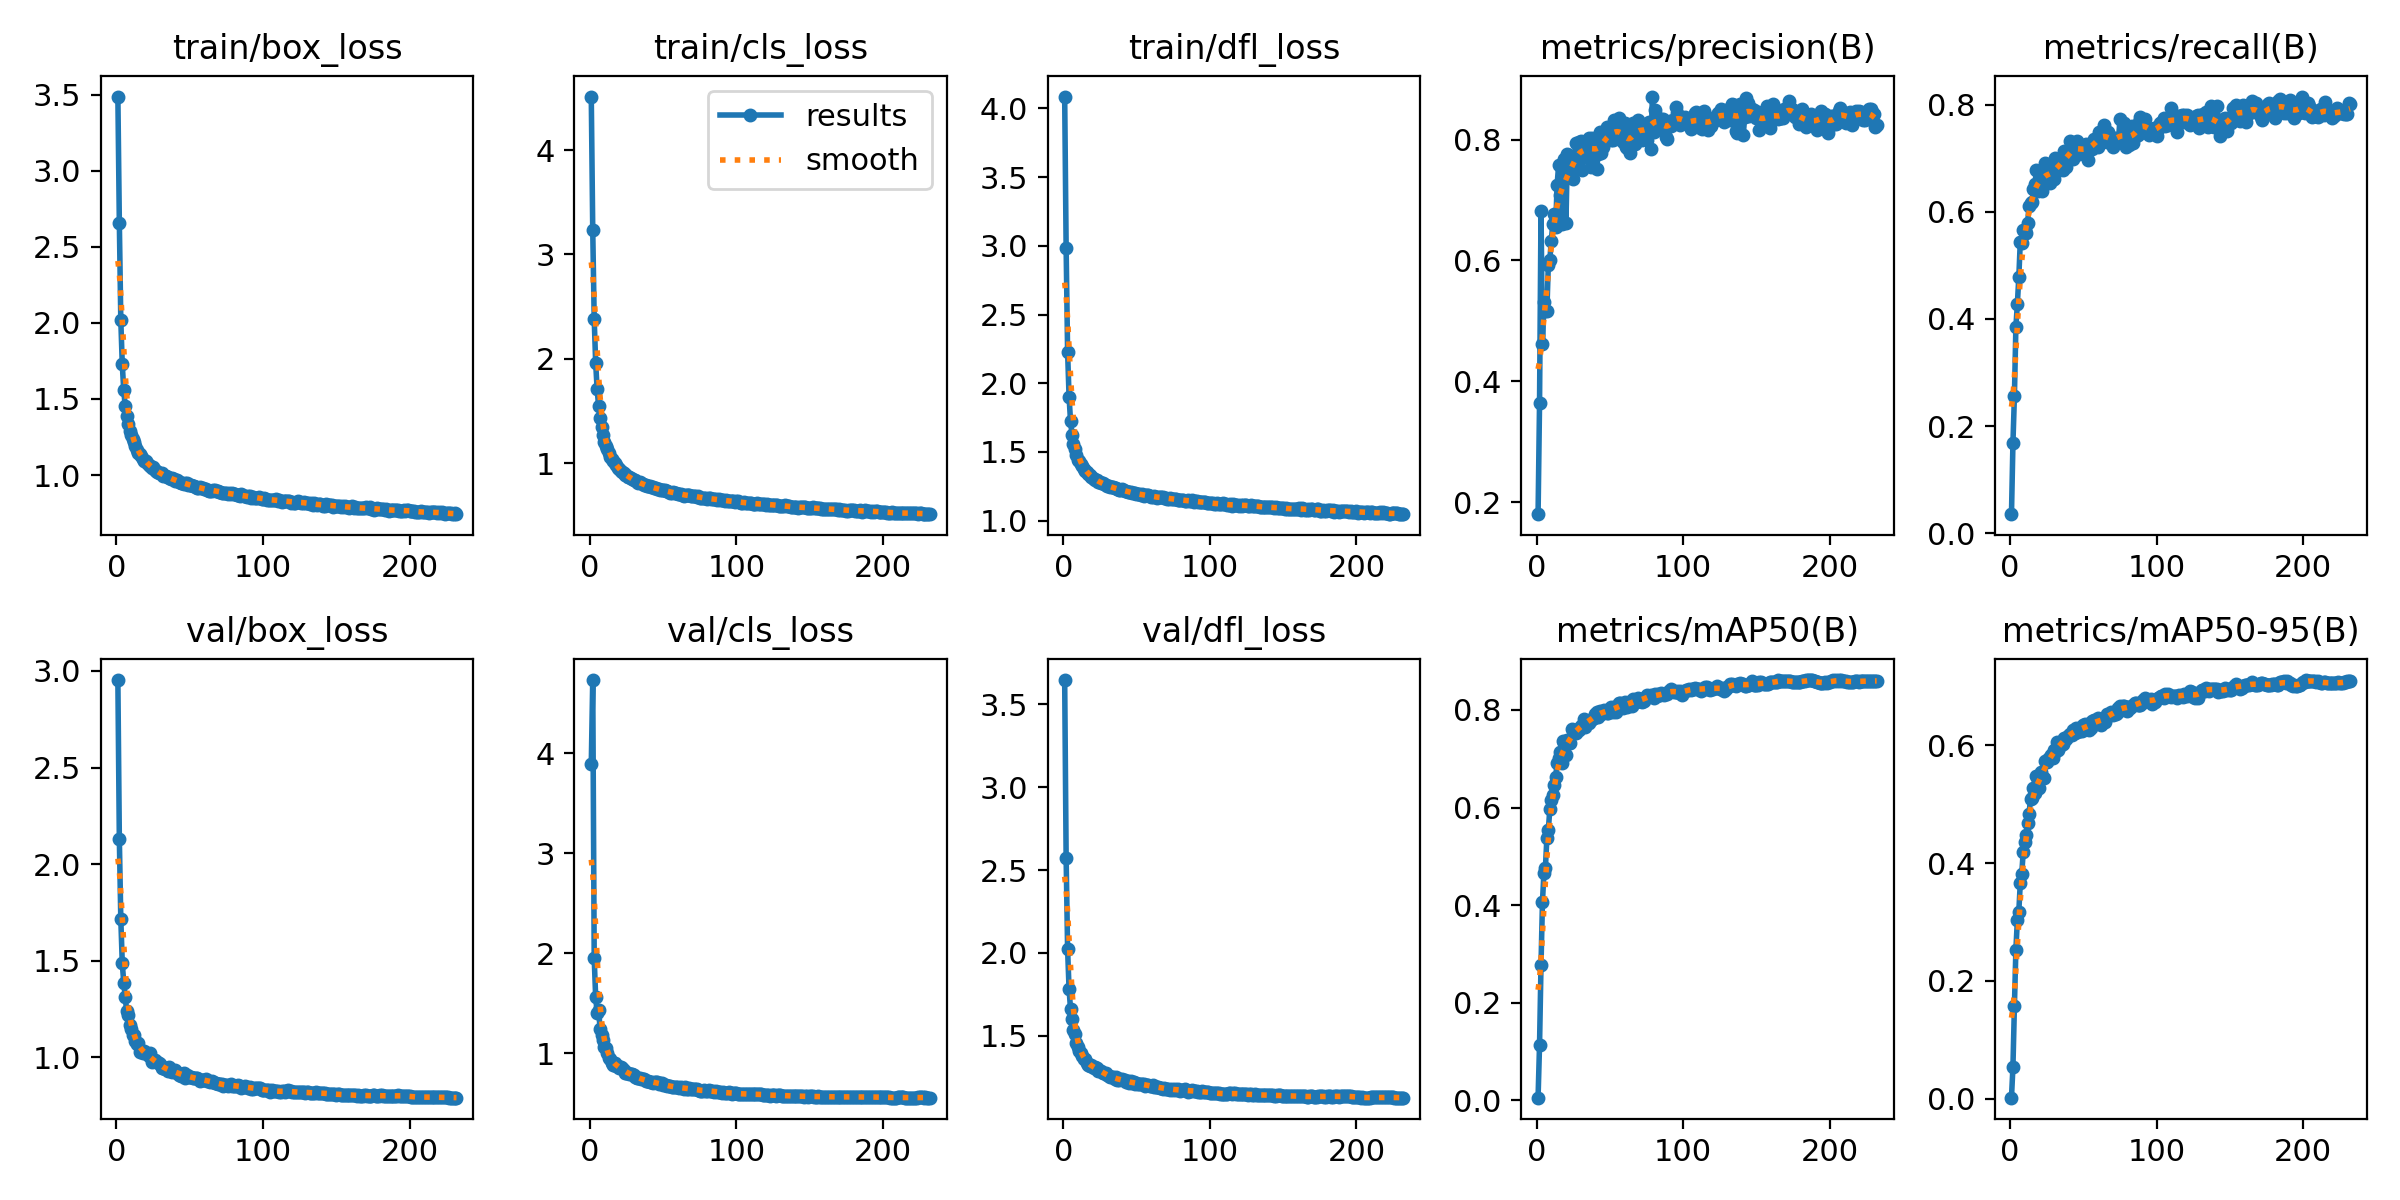 train/box_loss
3.5
3.0
2.5
2.0
1.5
1.0
0 100 200
train/cls_loss
results
smooth
4
3
2
1
0 100 200
train/dfl_loss
4.0
3.5
3.0
2.5
2.0
1.5
1.0
0 100 200
metrics/precision(B)
0.8
0.6
0.4
0.2
0 100 200
metrics/recall(B)
0.8
0.6
0.4
0.2
0.0
0 100 200
val/box_loss
3.0
2.5
2.0
1.5
1.0
0 100 200
val/cls_loss
4
3
2
1
0 100 200
val/dfl_loss
3.5
3.0
2.5
2.0
1.5
0 100 200
metrics/mAP50(B)
0.8
0.6
0.4
0.2
0.0
0 100 200
metrics/mAP50-95(B)
0.6
0.4
0.2
0.0
0 100 200